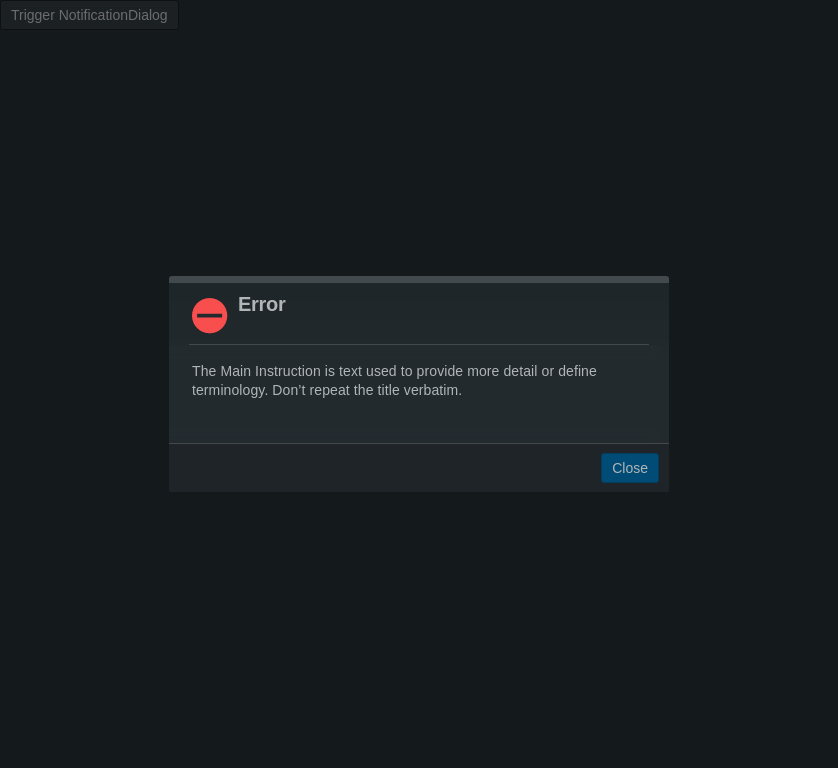 Trigger NotificationDialog
Error
The Main Instruction is text used to provide more detail or define
terminology. Don’t repeat the title verbatim.
Close